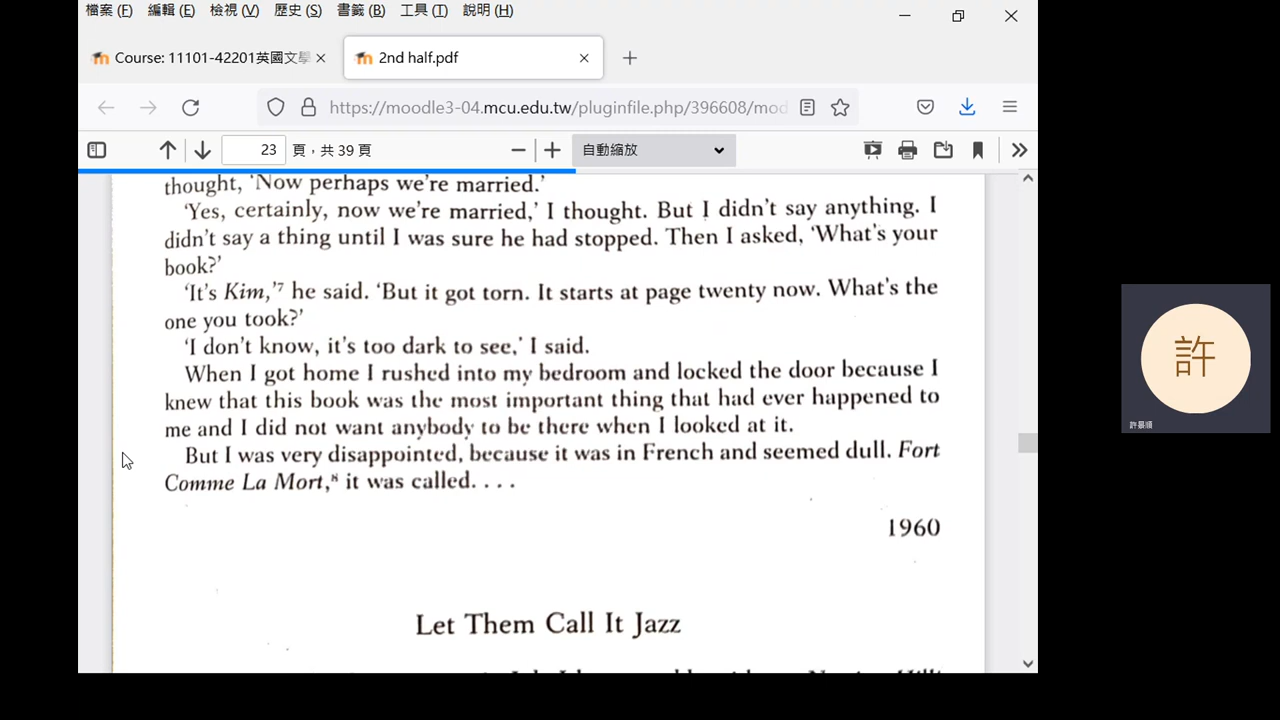 檔案 (F) 編輯 (E) 檢視 (V) 歷史 (S) 書籤 (B) 工具 (T) 說明 (H)
Course: 11101-42201英國文學
2nd half.pdf
https://moodle3-04.mcu.edu.tw/pluginfile.php/396608/mod
23 頁，共 39 頁
自動縮放
thought, 'Now perhaps we're married.'
'Yes, certainly, now we're married,' I thought. But I didn't say anything. I
didn't say a thing until I was sure he had stopped. Then I asked, 'What's your
book?'
'It's Kim,'7 he said. 'But it got torn. It starts at page twenty now. What's the
one you took?'
'I don't know, it's too dark to see,' I said.
When I got home I rushed into my bedroom and locked the door because I
knew that this book was the most important thing that had ever happened to
me and I did not want anybody to be there when I looked at it.
But I was very disappointed, because it was in French and seemed dull. Fort
Comme La Mort,8 it was called. . . .
1960
Let Them Call It Jazz
許
許景順